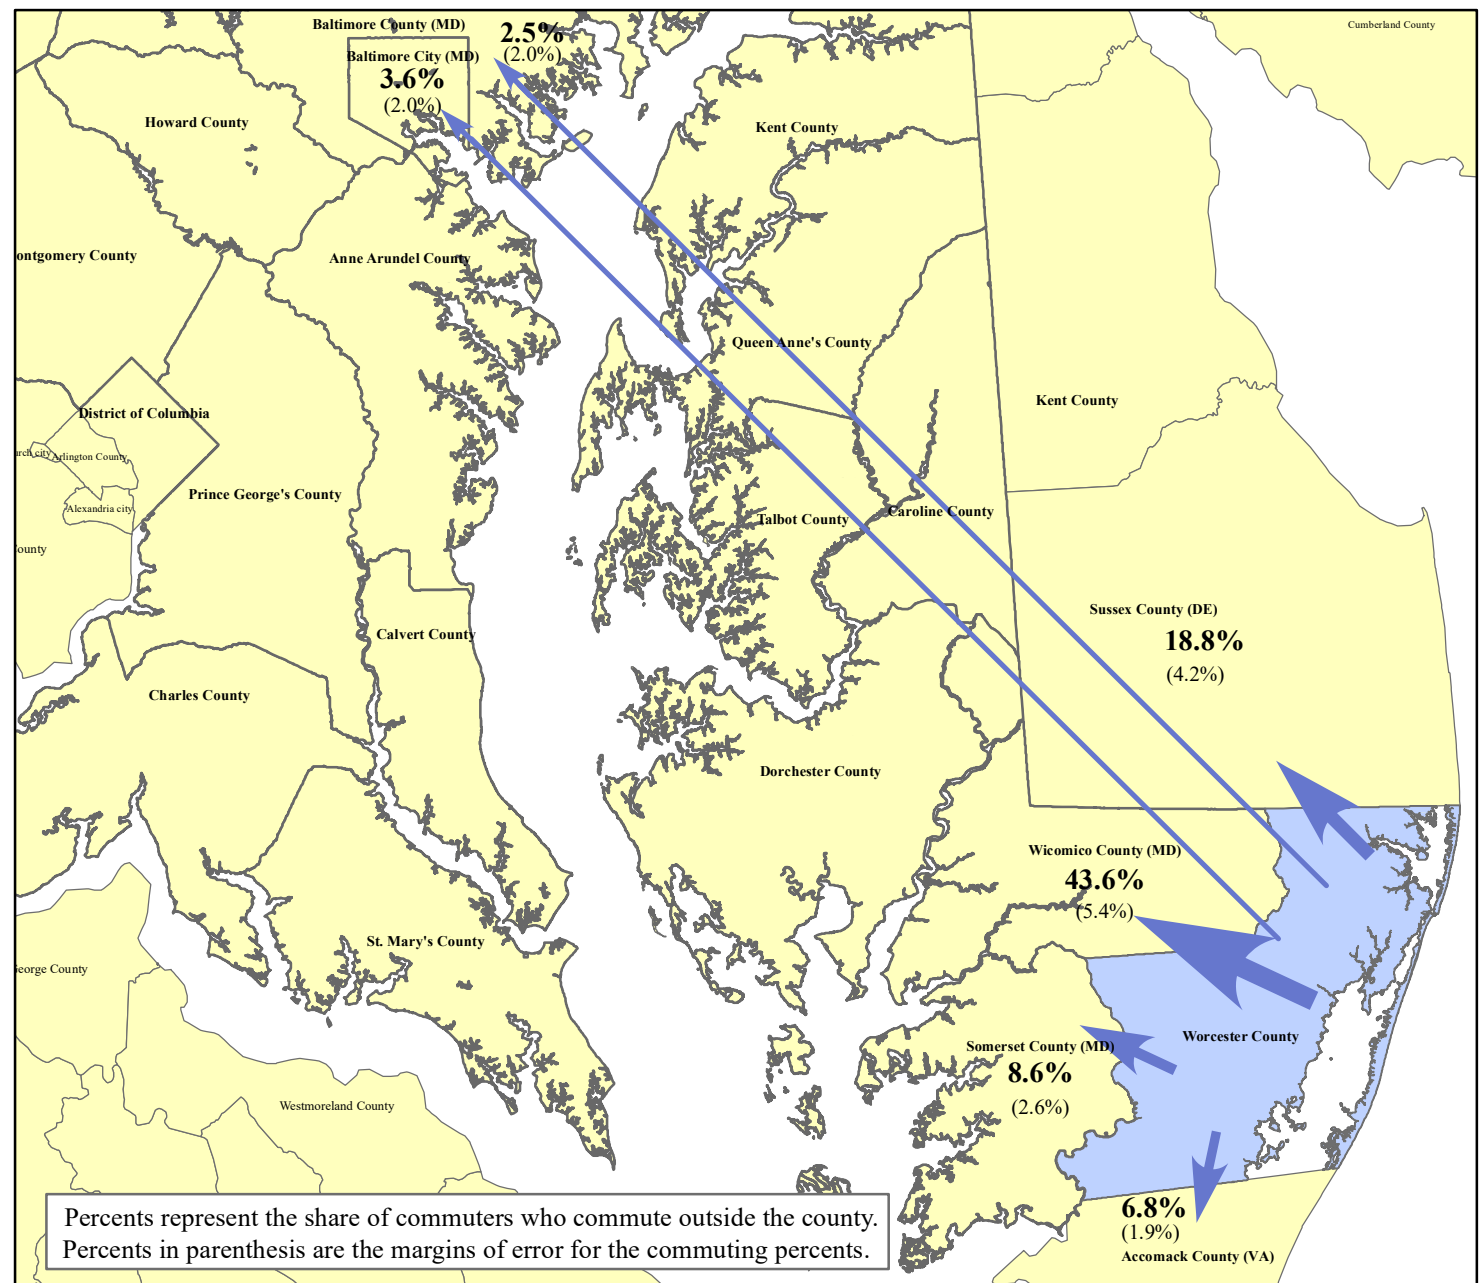 Baltimore County (MD)
2.5%
(2.0%)
Cumberland County
Baltimore City (MD)
3.6%
(2.0%)
Howard County
Kent County
ontgomery County
Anne Arundel County
Queen Anne's County
Kent County
District of Columbia
urch city
Arlington County
Prince George's County
Alexandria city
Talbot County
Caroline County
ounty
Sussex County (DE)
18.8%
(4.2%)
Calvert County
Charles County
Dorchester County
Wicomico County (MD)
43.6%
(5.4%)
St. Mary's County
eorge County
Worcester County
Somerset County (MD)
8.6%
(2.6%)
Westmoreland County
6.8%
(1.9%)
Accomack County (VA)
Percents represent the share of commuters who commute outside the county.
Percents in parenthesis are the margins of error for the commuting percents.